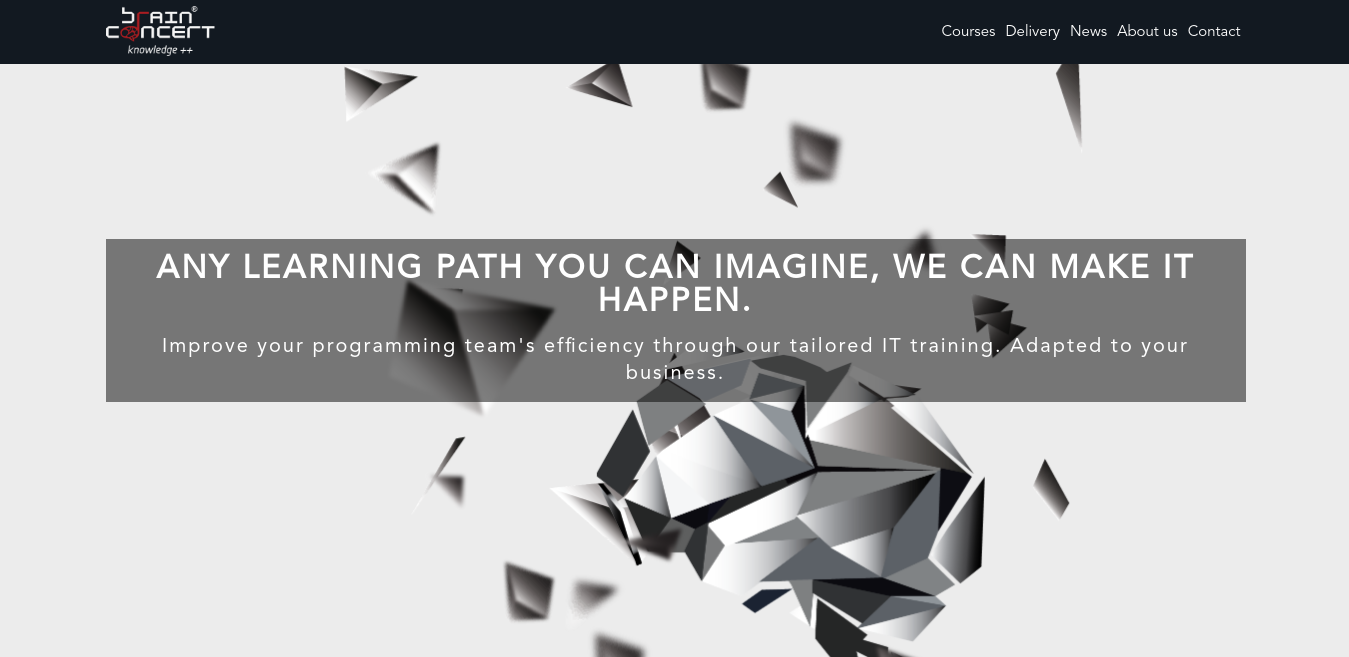 brAIN®
CONCERT
knowledge ++
Courses Delivery News About us Contact
ANY LEARNING PATH YOU CAN IMAGINE, WE CAN MAKE IT
HAPPEN.
Improve your programming team's efficiency through our tailored IT training. Adapted to your
business.